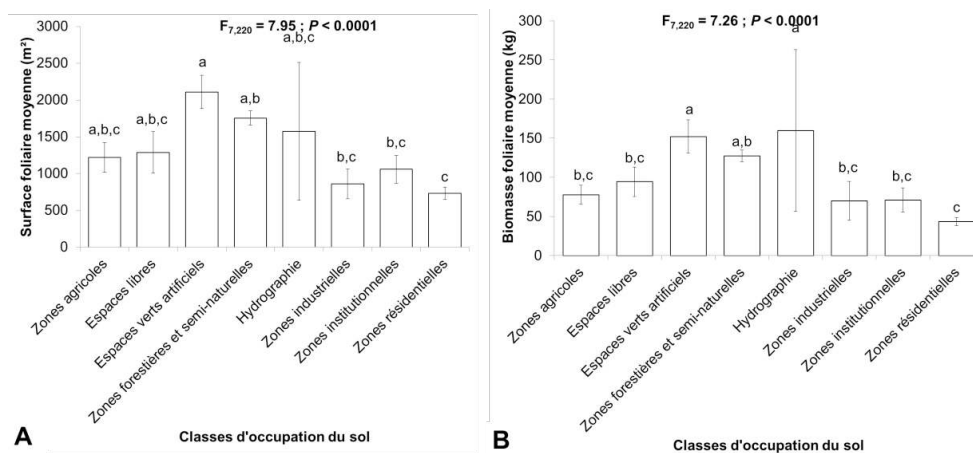 F7,220 = 7.95 ; P < 0.0001
Surface foliaire moyenne (m²)
3000
2500
2000
1500
1000
500
0
a,b,c
a,b,c
a
a,b
a,b,c
b,c
b,c
c
Zones agricoles
Espaces libres
Espaces verts artificiels
Zones forestières et semi-naturelles
Hydrographie
Zones industrielles
Zones institutionnelles
Zones résidentielles
A
Classes d'occupation du sol
B
F7,220 = 7.26 ; P < 0.0001
Biomasse foliaire moyenne (kg)
300
250
200
150
100
50
0
b,c
b,c
a
a,b
a
b,c
b,c
c
Zones agricoles
Espaces libres
Espaces verts artificiels
Zones forestières et semi-naturelles
Hydrographie
Zones industrielles
Zones institutionnelles
Zones résidentielles
B
Classes d'occupation du sol